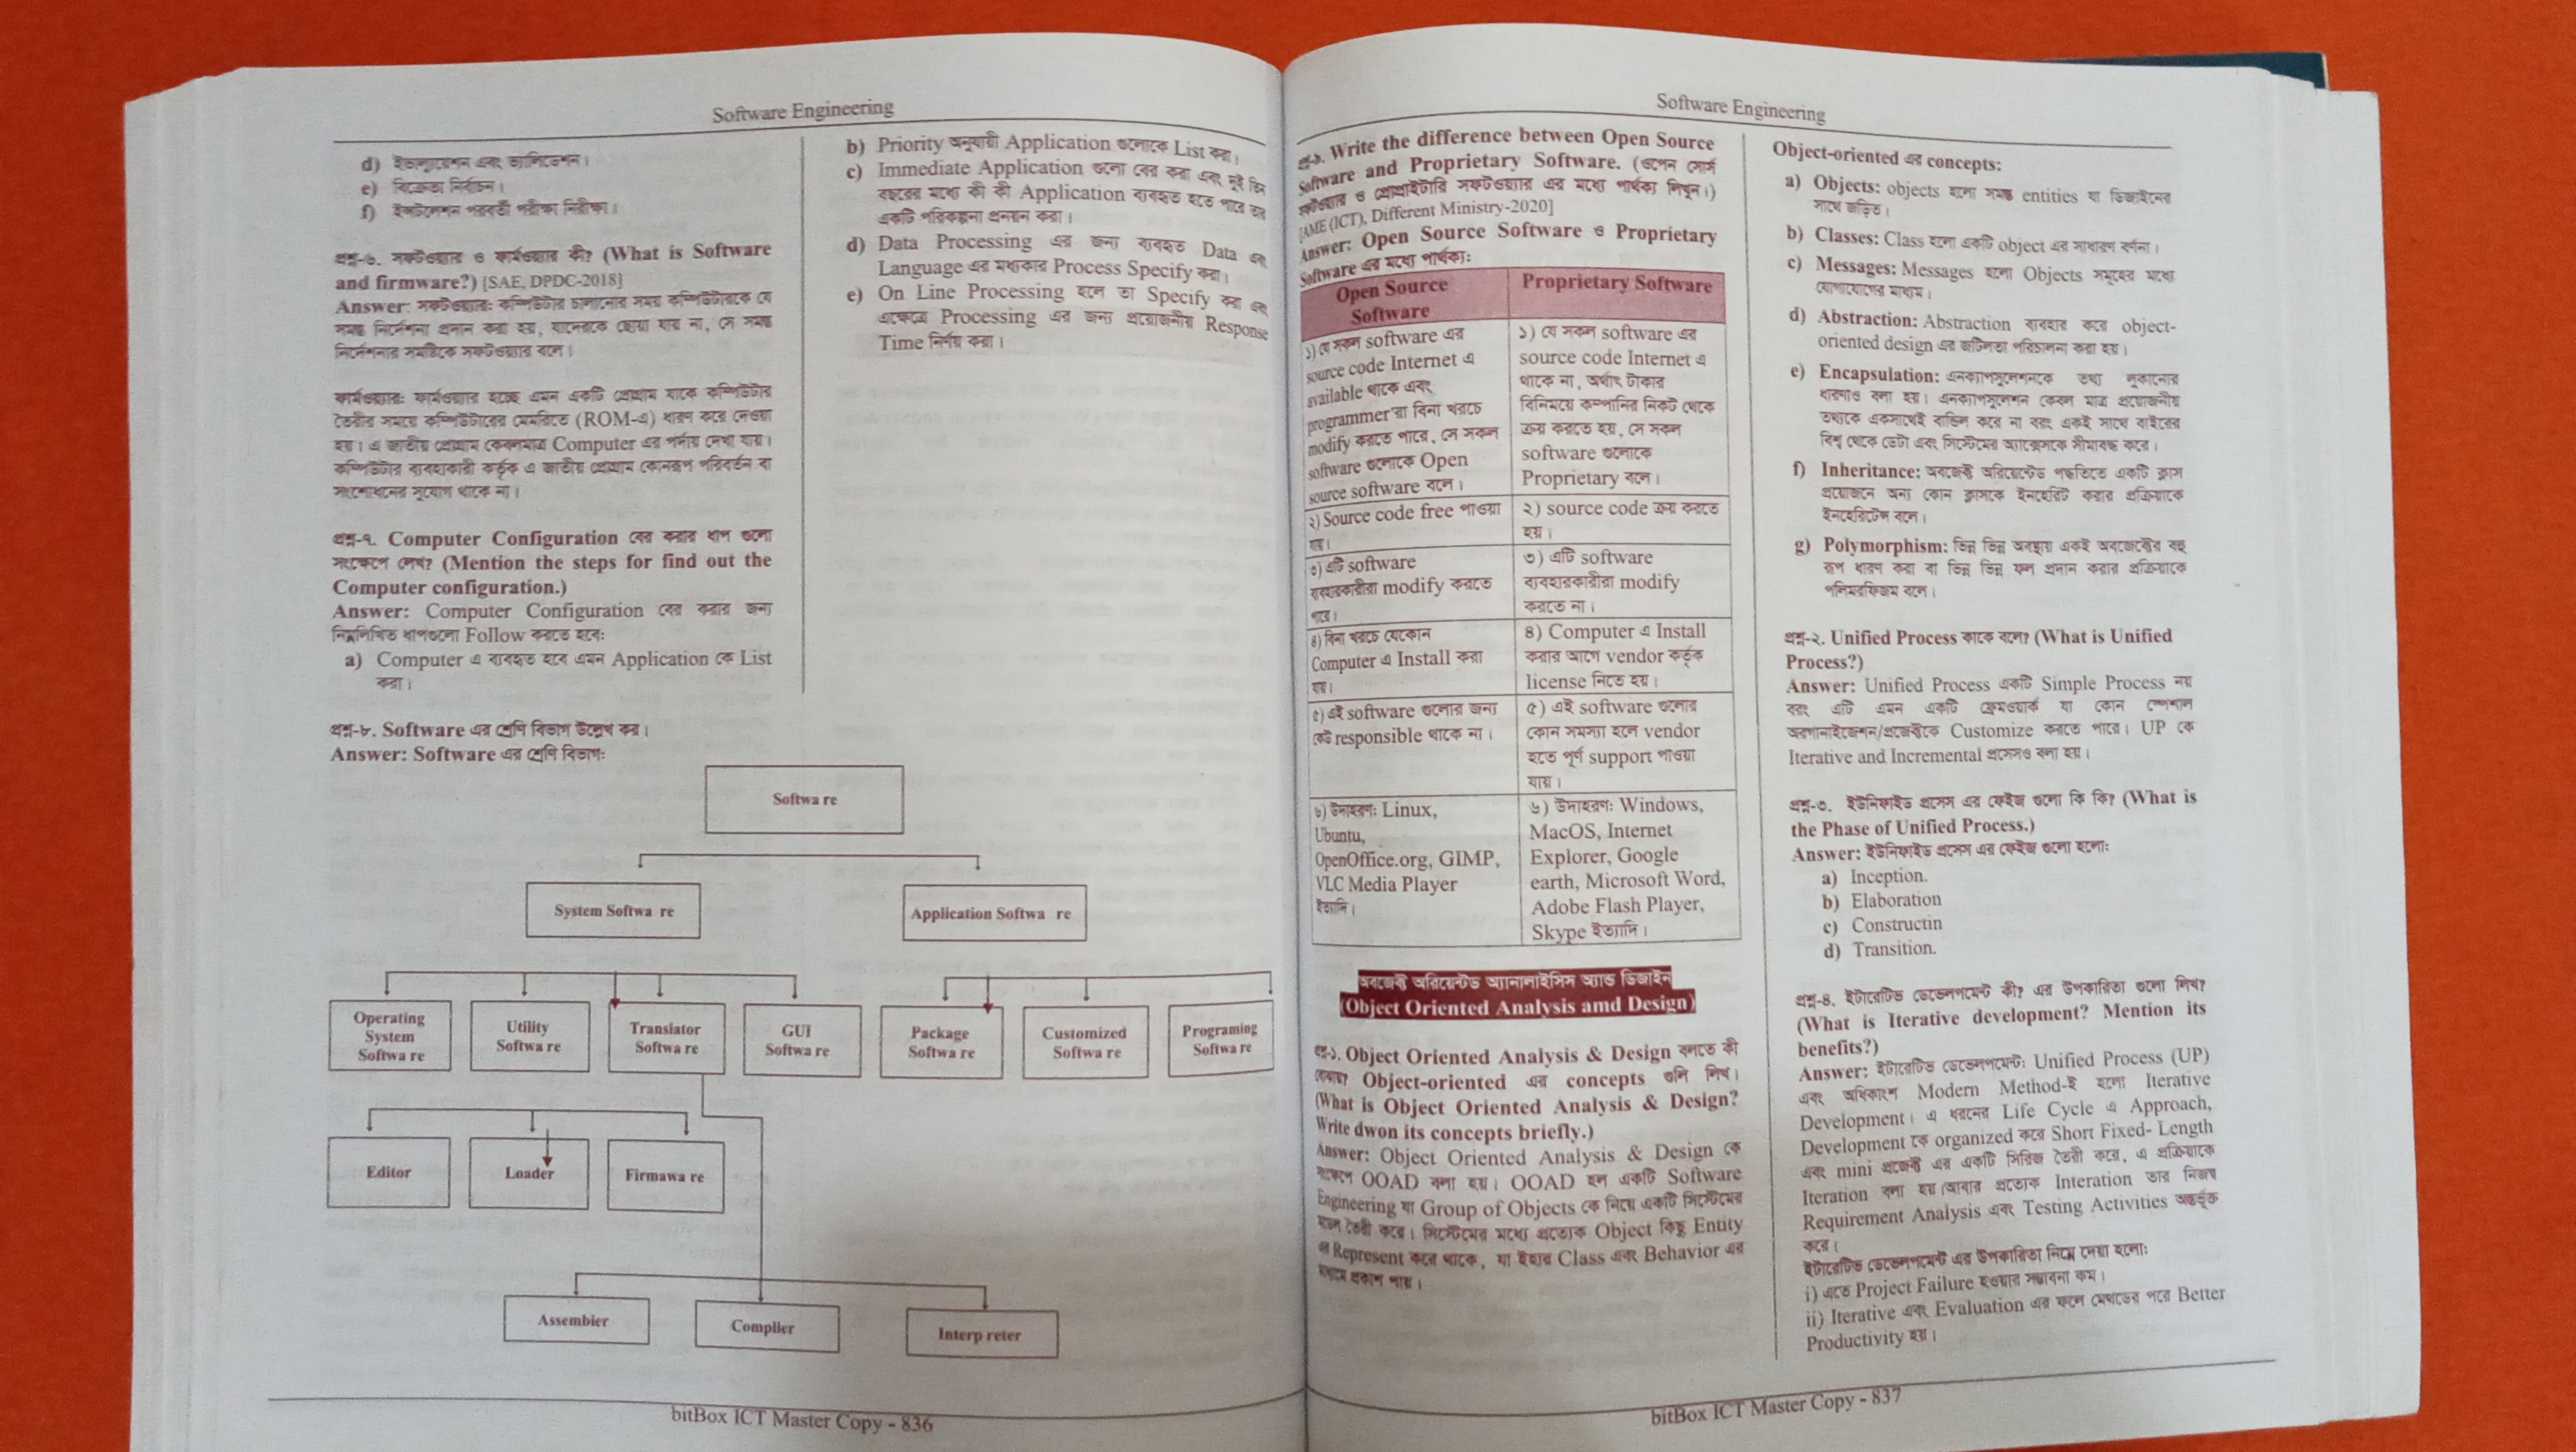 Software Engineering
d) ইভ্যালুয়েশন এবং ভ্যালিডেশন।
e) বিক্রেতা নির্বাচন।
f) ইন্সটলেশন পরবর্তী পরীক্ষা নিরীক্ষা।
প্রশ্ন-৬. সফটওয়্যার ও ফার্মওয়্যার কী? (What is Software
and firmware?) [SAE, DPDC-2018]
Answer: সফটওয়্যার: কম্পিউটার চালানোর সময় কম্পিউটারকে যে
সমস্ত নির্দেশনা প্রদান করা হয়, যাদেরকে ছোয়া যায় না, সে সমস্ত
নির্দেশনার সমষ্টিকে সফটওয়্যার বলে।
ফার্মওয়্যার: ফার্মওয়্যার হচ্ছে এমন একটি প্রোগ্রাম যাকে কম্পিউটার
তৈরীর সময়ে কম্পিউটারের মেমরিতে (ROM-এ) ধারণ করে দেওয়া
হয়। এ জাতীয় প্রোগ্রাম কেবলমাত্র Computer এর পর্দায় দেখা যায়।
কম্পিউটার ব্যবহাকারী কর্তৃক এ জাতীয় প্রোগ্রাম কোনরূপ পরিবর্তন বা
সংশোধনের সুযোগ থাকে না।
প্রশ্ন-৭. Computer Configuration বের করার ধাপ গুলো
সংক্ষেপে লেখ? (Mention the steps for find out the
Computer configuration.)
Answer: Computer Configuration বের করার জন্য
নিম্নলিখিত ধাপগুলো Follow করতে হবে:
a) Computer এ ব্যবহৃত হবে এমন Application কে List
করা।
b) Priority অনুযায়ী Application গুলোকে List করা।
c) Immediate Application গুলো বের করা এবং দুই তিন
বছরের মধ্যে কী কী Application ব্যবহৃত হতে পারে তার
একটি পরিকল্পনা প্রনয়ন করা।
d) Data Processing এর জন্য ব্যবহৃত Data এবং
Language এর মধ্যকার Process Specify করা।
e) On Line Processing হলে তা Specify করা এবং
এক্ষেত্রে Processing এর জন্য প্রয়োজনীয় Response
Time নির্ণয় করা।
প্রশ্ন-৮. Software এর শ্রেণি বিভাগ উল্লেখ কর।
Answer: Software এর শ্রেণি বিভাগ:
Softwa re
System Softwa re
Application Softwa re
Operating
System
Softwa re
Utility
Softwa re
Transiator
Softwa re
GUI
Softwa re
Package
Softwa re
Customized
Softwa re
Programing
Softwa re
Editor
Loader
Firmawa re
Assembier
Complier
Interp reter
bitBox ICT Master Copy - 836
Software Engineering
প্রশ্ন-৯. Write the difference between Open Source
Software and Proprietary Software. (ওপেন সোর্স
সফটওয়্যার ও প্রোপ্রাইটারি সফটওয়্যার এর মধ্যে পার্থক্য লিখুন।)
[AME (ICT), Different Ministry-2020]
Answer: Open Source Software ও Proprietary
Software এর মধ্যে পার্থক্য:
Open Source
Software
১) যে সকল software এর
source code Internet এ
available থাকে এবং
programmer'রা বিনা খরচে
modify করতে পারে, সে সকল
software গুলোকে Open
source software বলে।
২) Source code free পাওয়া
যায়।
৩) এটি software
ব্যবহারকারীরা modify করতে
পারে।
৪) বিনা খরচে যেকোন
Computer এ Install করা
যায়।
৫) এই software গুলোর জন্য
কেউ responsible থাকে না।
৬) উদাহরণ: Linux,
Ubuntu,
OpenOffice.org, GIMP,
VLC Media Player
ইত্যাদি।
Proprietary Software
১) যে সকল software এর
source code Internet এ
থাকে না, অর্থাৎ টাকার
বিনিময়ে কম্পানির নিকট থেকে
ক্রয় করতে হয়, সে সকল
software গুলোকে
Proprietary বলে।
২) source code ক্রয় করতে
হয়।
৩) এটি software
ব্যবহারকারীরা modify
করতে না।
৪) Computer এ Install
করার আগে vendor কর্তৃক
license নিতে হয়।
৫) এই software গুলোর
কোন সমস্যা হলে vendor
হতে পূর্ণ support পাওয়া
যায়।
৬) উদাহরণ: Windows,
MacOS, Internet
Explorer, Google
earth, Microsoft Word,
Adobe Flash Player,
Skype ইত্যাদি।
অবজেক্ট অরিয়েন্টেড অ্যানালাইসিস অ্যান্ড ডিজাইন
(Object Oriented Analysis amd Design)
প্রশ্ন-১. Object Oriented Analysis & Design বলতে কী
বোঝায়? Object-oriented এর concepts গুলি লিখ।
(What is Object Oriented Analysis & Design?
Write dwon its concepts briefly.)
Answer: Object Oriented Analysis & Design কে
সংক্ষেপে OOAD বলা হয়। OOAD হল একটি Software
Engineering যা Group of Objects কে নিয়ে একটি সিস্টেমের
মডেল তৈরী করে। সিস্টেমের মধ্যে প্রত্যেক Object কিছু Entity
কে Represent করে থাকে, যা ইহার Class এবং Behavior এর
মাধ্যমে প্রকাশ পায়।
Object-oriented এর concepts:
a) Objects: objects হলো সমস্ত entities যা ডিজাইনের
সাথে জড়িত।
b) Classes: Class হলো একটি object এর সাধারণ বর্ণনা।
c) Messages: Messages হলো Objects সমূহের মধ্যে
যোগাযোগের মাধ্যম।
d) Abstraction: Abstraction ব্যবহার করে object-
oriented design এর জটিলতা পরিচালনা করা হয়।
e) Encapsulation: এনক্যাপসুলেশনকে তথ্য লুকানোর
ধারণাও বলা হয়। এনক্যাপসুলেশন কেবল মাত্র প্রয়োজনীয়
তথ্যকে একসাথেই বান্ডিল করে না বরং একই সাথে বাইরের
বিশ্ব থেকে ডেটা এবং সিস্টেমের অ্যাক্সেসকে সীমাবদ্ধ করে।
f) Inheritance: অবজেক্ট অরিয়েন্টেড পদ্ধতিতে একটি ক্লাস
প্রয়োজনে অন্য কোন ক্লাসকে ইনহেরিট করার প্রক্রিয়াকে
ইনহেরিটেন্স বলে।
g) Polymorphism: ভিন্ন ভিন্ন অবস্থায় একই অবজেক্টের বহু
রূপ ধারণ করা বা ভিন্ন ভিন্ন ফল প্রদান করার প্রক্রিয়াকে
পলিমরফিজম বলে।
প্রশ্ন-২. Unified Process কাকে বলে? (What is Unified
Process?)
Answer: Unified Process একটি Simple Process নয়
বরং এটি এমন একটি ফ্রেমওয়ার্ক যা কোন স্পেশাল
অরগানাইজেশন/প্রজেক্টকে Customize করতে পারে। UP কে
Iterative and Incremental প্রসেসও বলা হয়।
প্রশ্ন-৩. ইউনিফাইড প্রসেস এর ফেইজ গুলো কি কি? (What is
the Phase of Unified Process.)
Answer: ইউনিফাইড প্রসেস এর ফেইজ গুলো হলো:
a) Inception.
b) Elaboration
c) Constructin
d) Transition.
প্রশ্ন-৪. ইটারেটিভ ডেভেলপমেন্ট কী? এর উপকারিতা গুলো লিখ?
(What is Iterative development? Mention its
benefits?)
Answer: ইটারেটিভ ডেভেলপমেন্ট: Unified Process (UP)
এবং অধিকাংশ Modern Method-ই হলো Iterative
Development। এ ধরনের Life Cycle এ Approach,
Development কে organized করে Short Fixed- Length
এবং mini প্রজেক্ট এর একটি সিরিজ তৈরী করে, এ প্রক্রিয়াকে
Iteration বলা হয়।আবার প্রত্যেক Interation তার নিজস্ব
Requirement Analysis এবং Testing Activities অন্তর্ভূক্ত
করে।
ইটারেটিভ ডেভেলপমেন্ট এর উপকারিতা নিম্নে দেয়া হলো:
i) এতে Project Failure হওয়ার সম্ভাবনা কম।
ii) Iterative এবং Evaluation এর ফলে মেথডের পরে Better
Productivity হয়।
bitBox ICT Master Copy - 837